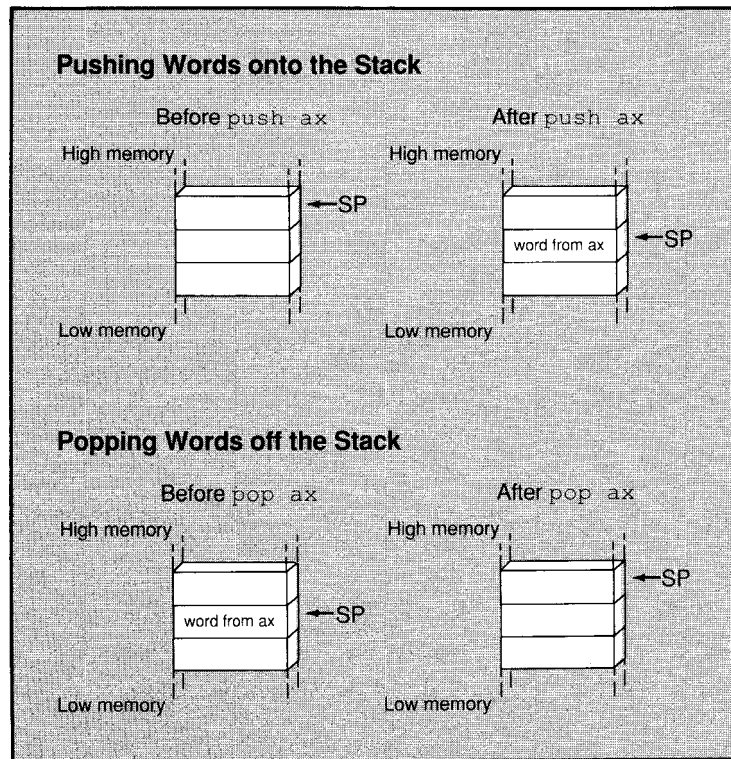 Pushing Words onto the Stack
Before push ax
After push ax
High memory
High memory
SP
word from ax
SP
Low memory
Low memory
Popping Words off the Stack
Before pop ax
After pop ax
High memory
High memory
SP
word from ax
SP
Low memory
Low memory